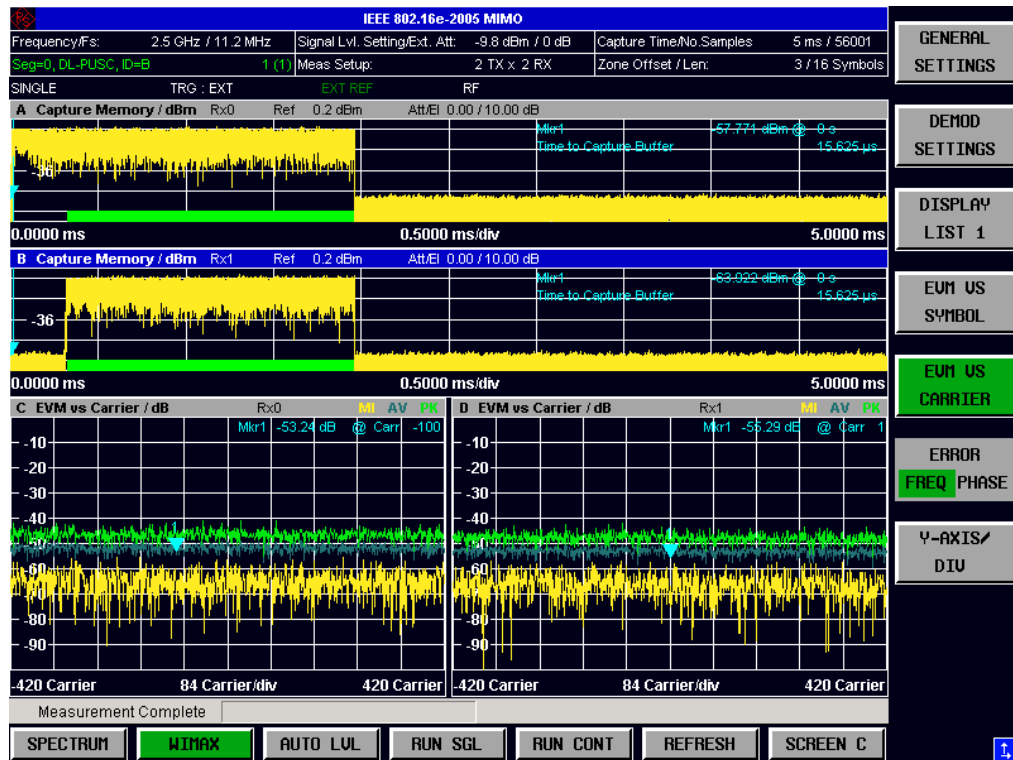 IEEE 802.16e-2005 MIMO
Frequency/Fs: 2.5 GHz / 11.2 MHz Signal Lvl. Setting/Ext. Att: -9.8 dBm / 0 dB Capture Time/No.Samples 5 ms / 56001
Seg=0, DL-PUSC, ID=B 1 (1) Meas Setup: 2 TX x 2 RX Zone Offset / Len: 3 / 16 Symbols
SINGLE TRG : EXT EXT REF RF
A Capture Memory / dBm Rx0 Ref 0.2 dBm Att/El 0.00 / 10.00 dB
Mkr1 -57.771 dBm @ 0 s
Time to Capture Buffer 15.625 µs
-36
0.0000 ms 0.5000 ms/div 5.0000 ms
B Capture Memory / dBm Rx1 Ref 0.2 dBm Att/El 0.00 / 10.00 dB
Mkr1 -63.922 dBm @ 0 s
Time to Capture Buffer 15.625 µs
-36
0.0000 ms 0.5000 ms/div 5.0000 ms
C EVM vs Carrier / dB Rx0 MI AV PK
Mkr1 -53.24 dB @ Carr -100
-10
-20
-30
-40
-50
-60
-70
-80
-90
-420 Carrier 84 Carrier/div 420 Carrier
D EVM vs Carrier / dB Rx1 MI AV PK
Mkr1 -55.29 dB @ Carr 1
-10
-20
-30
-40
-50
-60
-70
-80
-90
-420 Carrier 84 Carrier/div 420 Carrier
Measurement Complete
SPECTRUM WIMAX AUTO LVL RUN SGL RUN CONT REFRESH SCREEN C
GENERAL
SETTINGS
DEMOD
SETTINGS
DISPLAY
LIST 1
EVM VS
SYMBOL
EVM VS
CARRIER
ERROR
FREQ PHASE
Y-AXIS/
DIV